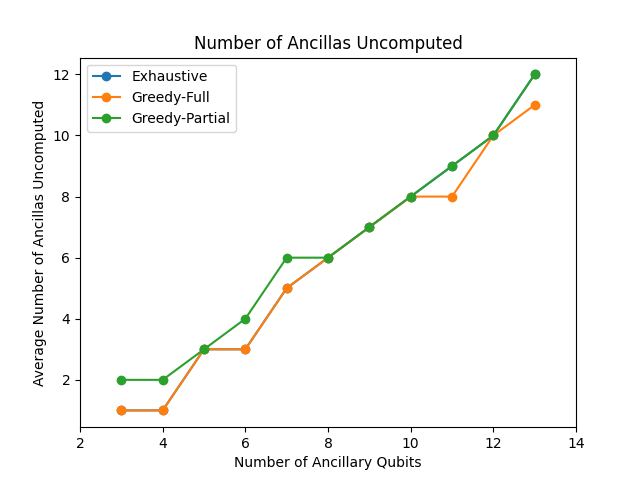 Number of Ancillas Uncomputed
Exhaustive
Greedy-Full
Greedy-Partial
Average Number of Ancillas Uncomputed
12
10
8
6
4
2
2 4 6 8 10 12 14
Number of Ancillary Qubits